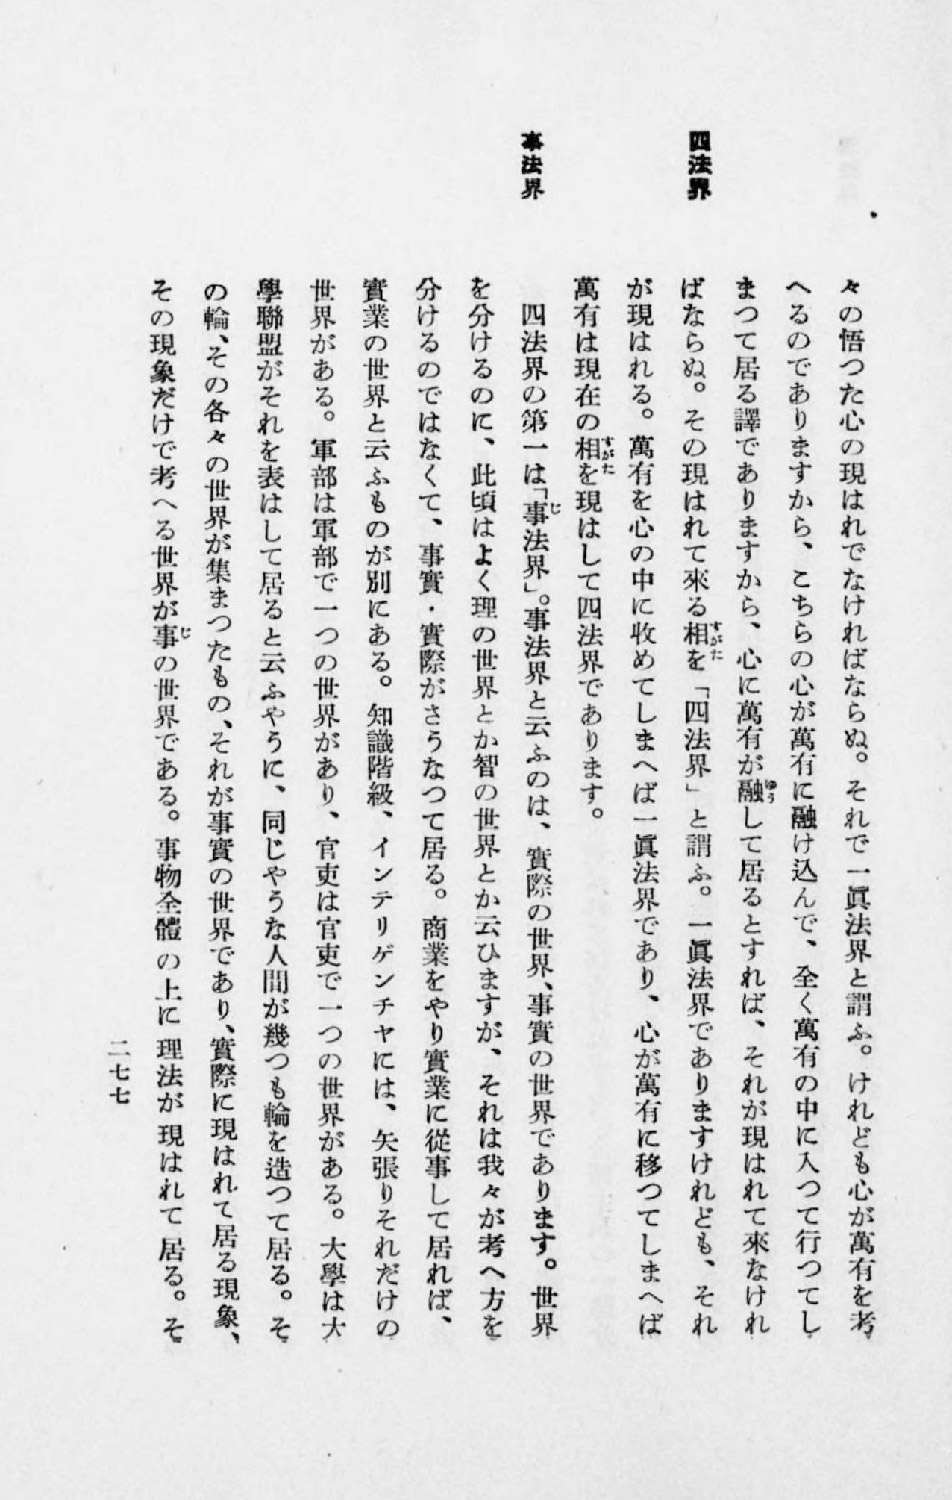 四法界
事法界
々の悟つた心の現はれでなければならぬ。それで一眞法界と謂ふ。けれども心が萬有を考
へるのでありますから、こちらの心が萬有に融け込んで、全く萬有の中に入つて行つてし
まつて居る譯でありますから、心に萬有が融して居るとすれば、それが現はれて來なけれ
ばならぬ。その現はれて來る相を「四法界」と謂ふ。一眞法界でありますけれども、それ
が現はれる。萬有を心の中に收めてしまへば一眞法界であり、心が萬有に移つてしまへば
萬有は現在の相を現はして四法界であります。
四法界の第一は「事法界」。事法界と云ふのは、實際の世界、事實の世界であります。世界
を分けるのに、此頃はよく理の世界とか智の世界とか云ひますが、それは我々が考へ方を
分けるのではなくて、事實・實際がさうなつて居る。商業をやり實業に從事して居れば、
實業の世界と云ふものが別にある。知識階級、インテリゲンチヤには、矢張りそれだけの
世界がある。軍部は軍部で一つの世界があり、官吏は官吏で一つの世界がある。大學は大
學聯盟がそれを表はして居ると云ふやうに、同じやうな人間が幾つも輪を造つて居る。そ
の輪、その各々の世界が集まつたもの、それが事實の世界であり、實際に現はれて居る現象、
その現象だけで考へる世界が事の世界である。事物全體の上に理法が現はれて居る。そ
二七七